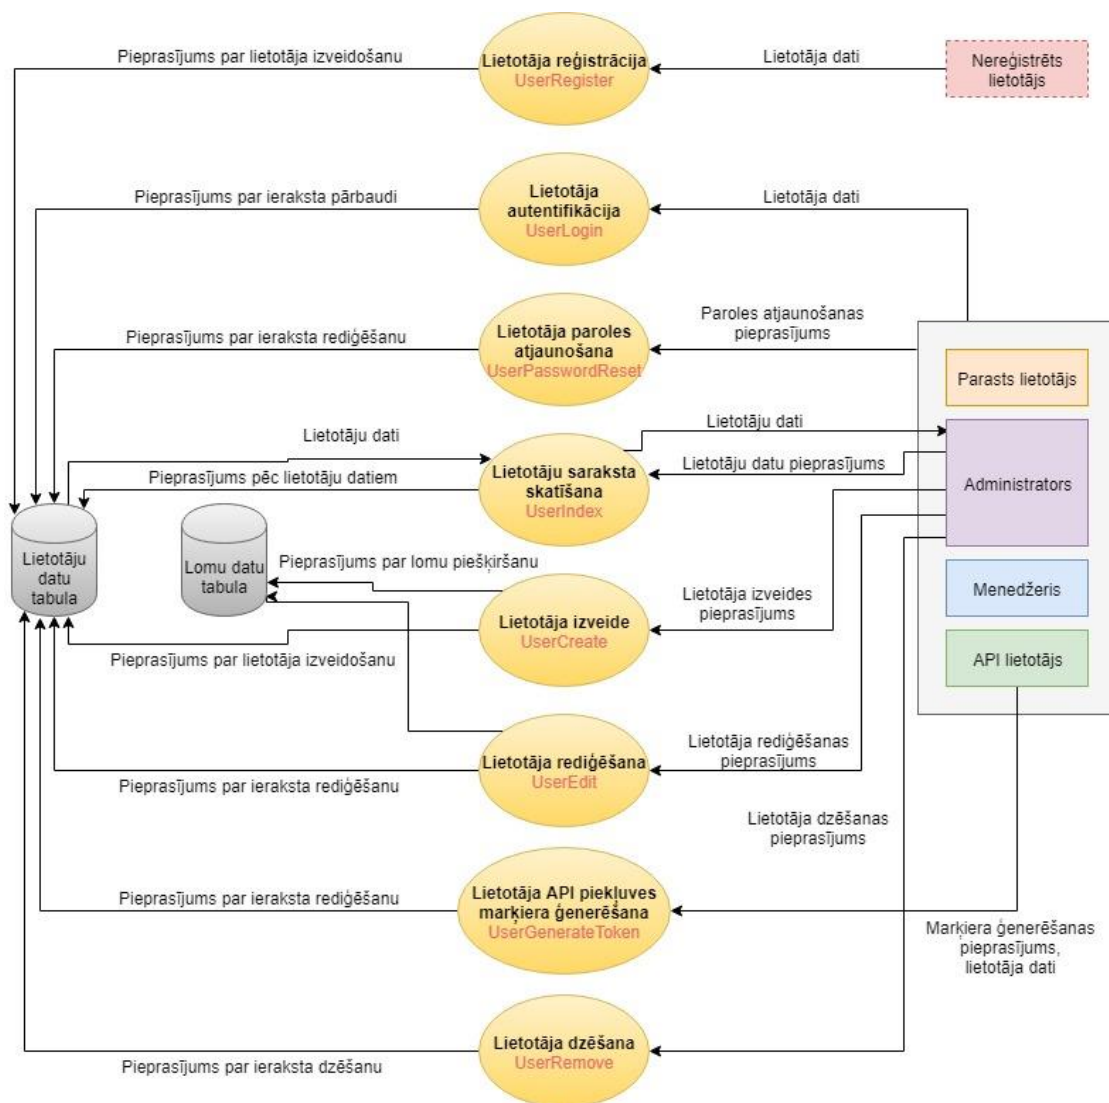 Pieprasījums par lietotāja izveidošanu
Lietotāja reģistrācija
UserRegister
Lietotāja dati
Nereģistrēts
lietotājs
Pieprasījums par ieraksta pārbaudi
Lietotāja
autentifikācija
UserLogin
Lietotāja dati
Pieprasījums par ieraksta rediģēšanu
Lietotāja paroles
atjaunošana
UserPasswordReset
Paroles atjaunošanas
pieprasījums
Parasts lietotājs
Lietotāju dati
Lietotāju dati
Pieprasījums pēc lietotāju datiem
Lietotāju saraksta
skatīšana
UserIndex
Lietotāju datu pieprasījums
Administrators
Lietotāju
datu
tabula
Lomu datu
tabula
Pieprasījums par lomu piešķiršanu
Lietotāja izveides
pieprasījums
Menedžeris
Lietotāja izveide
UserCreate
Pieprasījums par lietotāja izveidošanu
API lietotājs
Lietotāja rediģēšana
UserEdit
Lietotāja rediģēšanas
pieprasījums
Pieprasījums par ieraksta rediģēšanu
Lietotāja dzēšanas
pieprasījums
Pieprasījums par ieraksta rediģēšanu
Lietotāja API piekļuves
marķiera ģenerēšana
UserGenerateToken
Marķiera ģenerēšanas
pieprasījums,
lietotāja dati
Lietotāja dzēšana
UserRemove
Pieprasījums par ieraksta dzēšanu